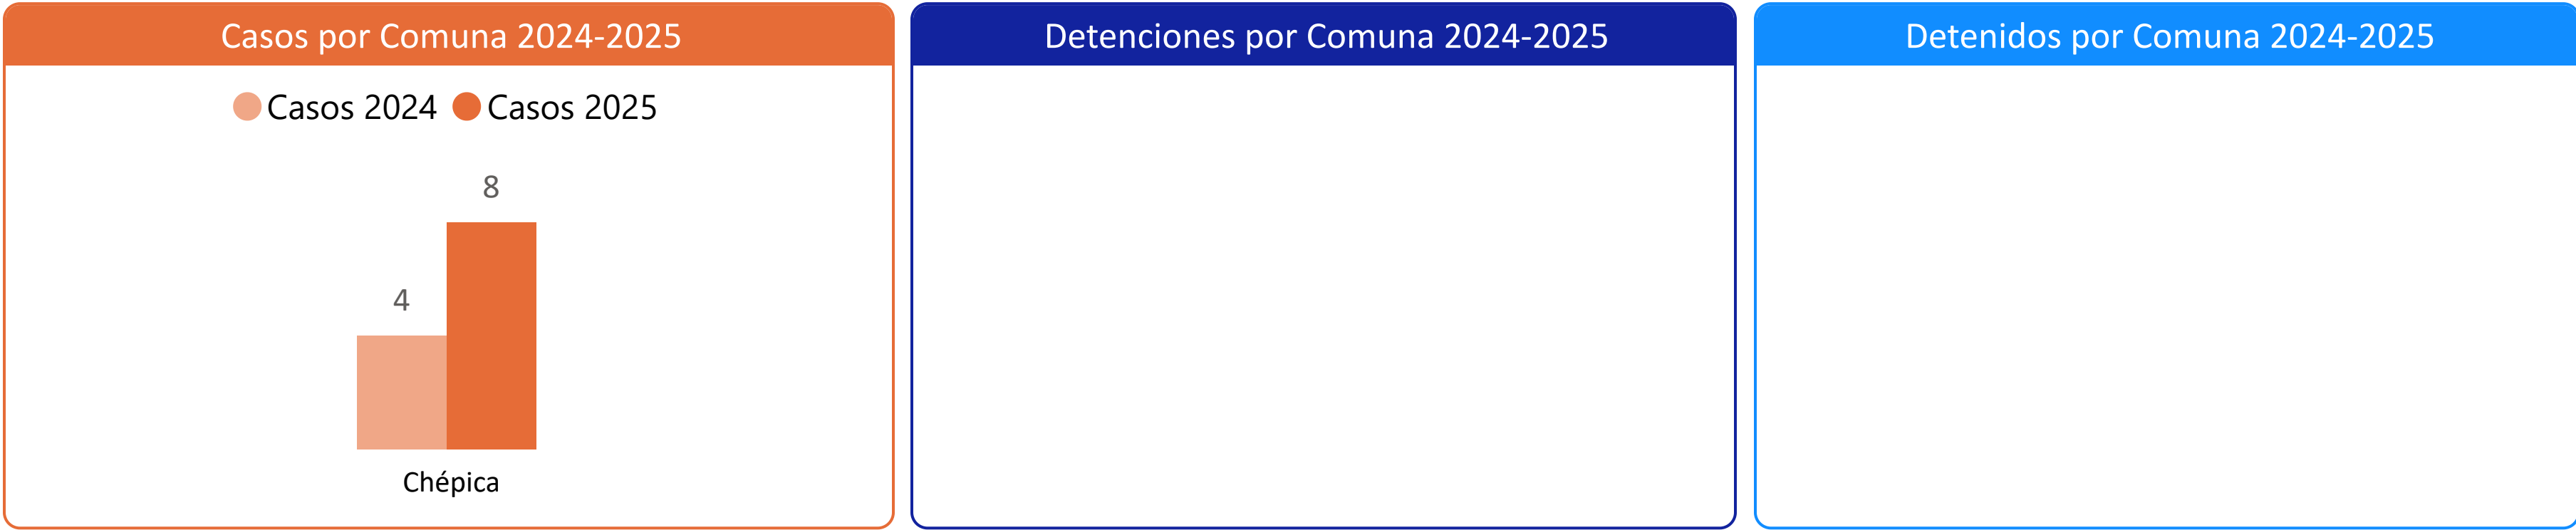 Casos por Comuna 2024-2025
Casos 2024 Casos 2025
8
4
Chépica
Detenciones por Comuna 2024-2025
Detenidos por Comuna 2024-2025